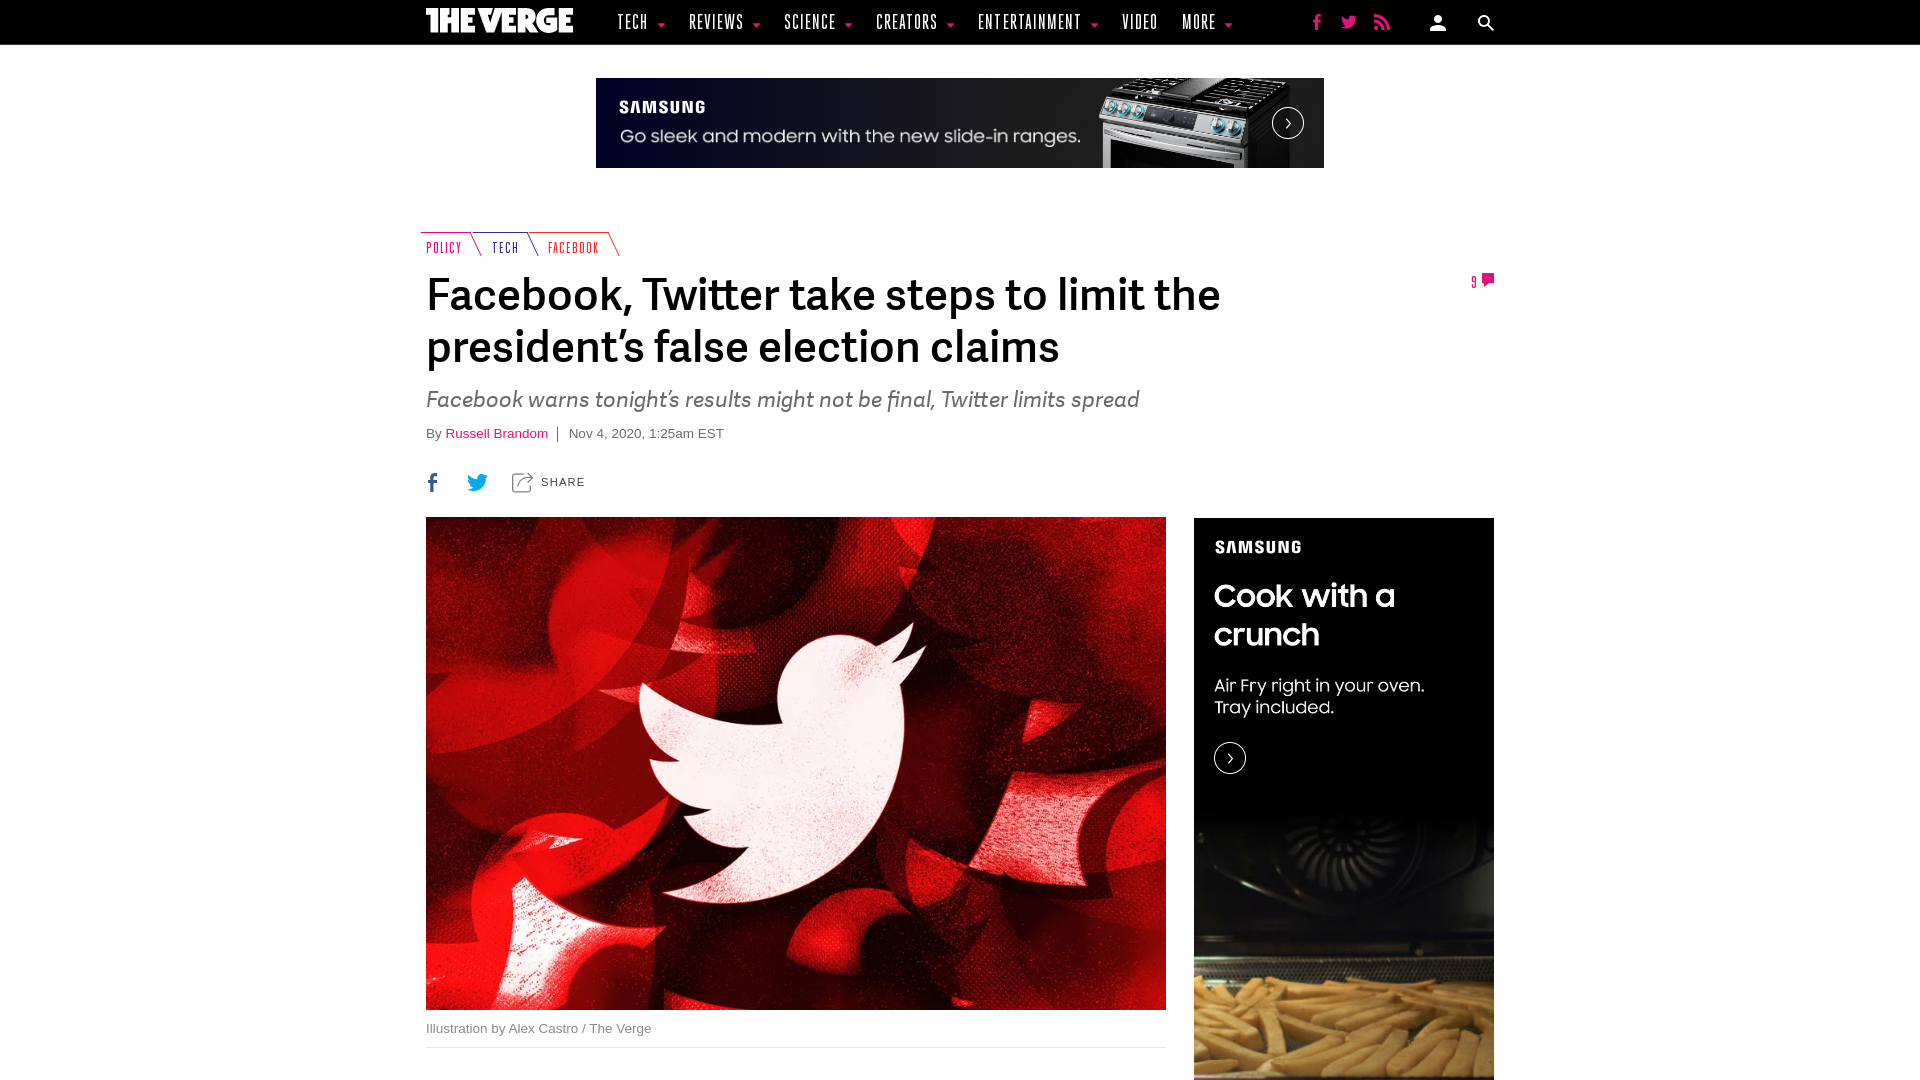 THE VERGE
TECH REVIEWS SCIENCE CREATORS ENTERTAINMENT VIDEO MORE
SAMSUNG
Go sleek and modern with the new slide-in ranges.
POLICY TECH FACEBOOK
Facebook, Twitter take steps to limit the
president’s false election claims
9
Facebook warns tonight’s results might not be final, Twitter limits spread
By Russell Brandom | Nov 4, 2020, 1:25am EST
SHARE
Illustration by Alex Castro / The Verge
SAMSUNG
Cook with a
crunch
Air Fry right in your oven.
Tray included.